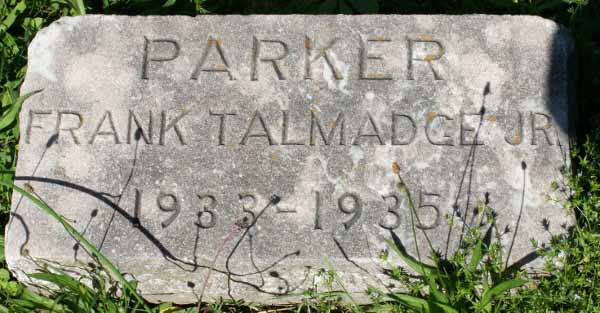 PARKER
FRANK TALMADGE JR.
1933-1935